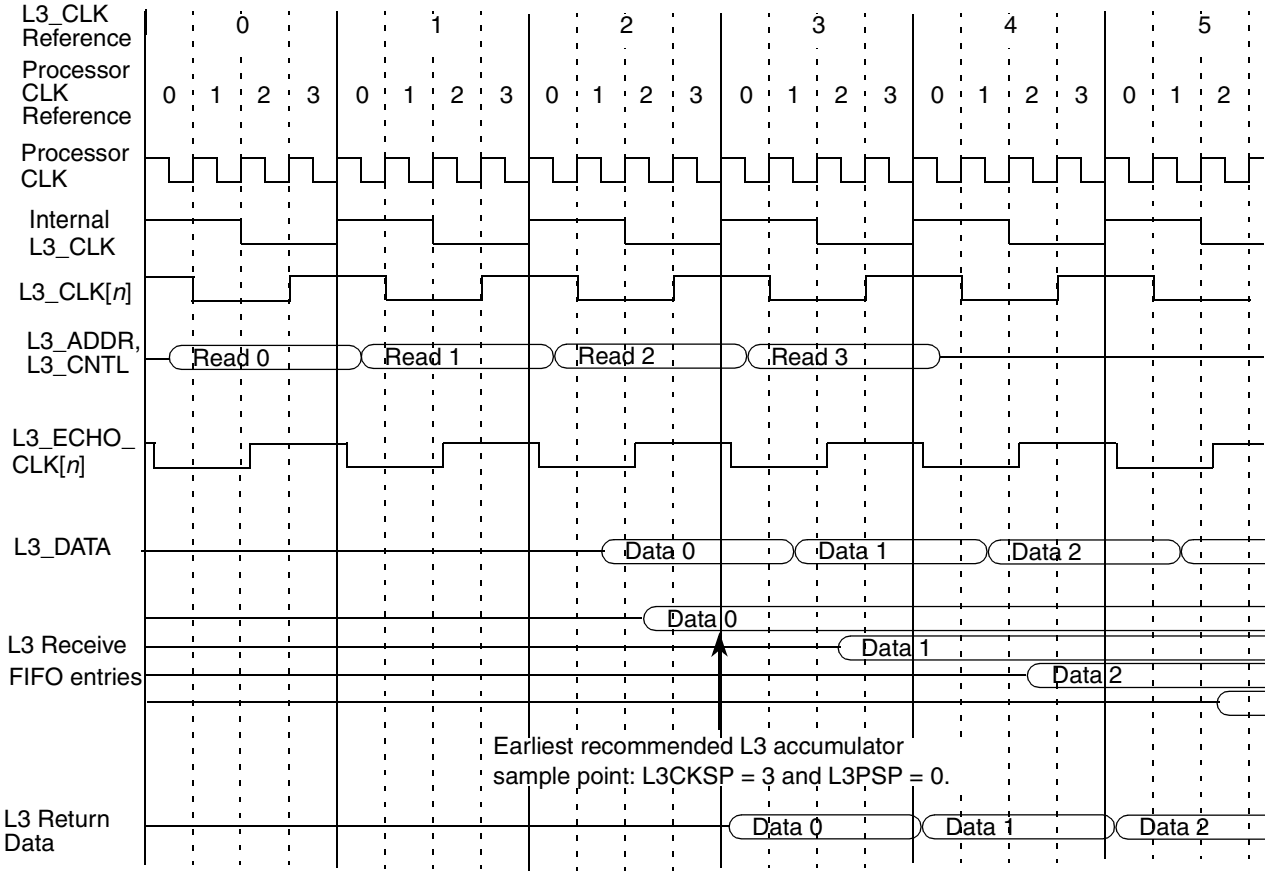 L3_CLK
Reference
0 1 2 3 4 5
Processor
CLK
Reference
0 1 2 3 0 1 2 3 0 1 2 3 0 1 2 3 0 1 2 3 0 1 2
Processor
CLK
Internal
L3_CLK
L3_CLK[n]
L3_ADDR,
L3_CNTL
Read 0 Read 1 Read 2 Read 3
L3_ECHO_
CLK[n]
L3_DATA
Data 0 Data 1 Data 2
Data 0
L3 Receive
Data 1
FIFO entries
Data 2
Earliest recommended L3 accumulator
sample point: L3CKSP = 3 and L3PSP = 0.
L3 Return
Data
Data 0 Data 1 Data 2